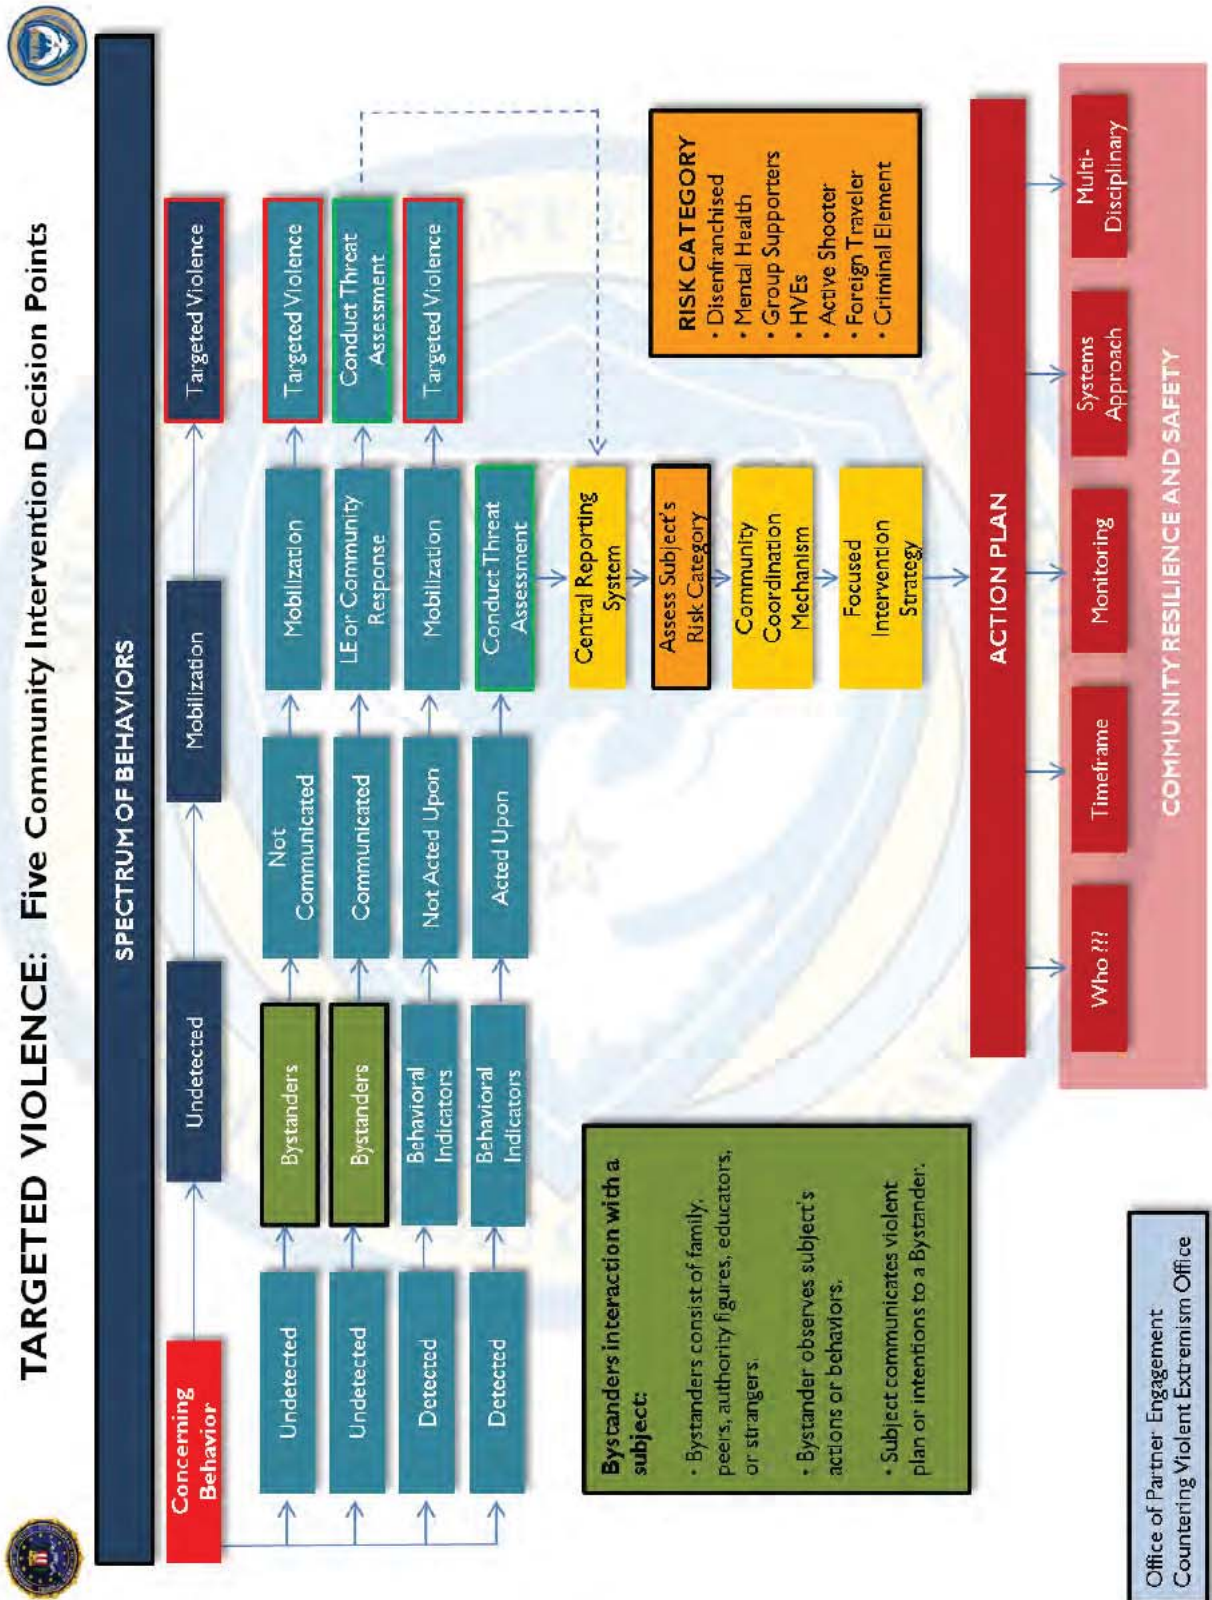 TARGETED VIOLENCE: Five Community Intervention Decision Points
SPECTRUM OF BEHAVIORS
Concerning
Behavior
Undetected
Mobilization
Targeted Violence
Undetected
Bystanders
Not
Communicated
Mobilization
Targeted Violence
Undetected
Bystanders
Communicated
LE or Community
Response
Conduct Threat
Assessment
Detected
Behavioral
Indicators
Not Acted Upon
Mobilization
Targeted Violence
Detected
Behavioral
Indicators
Acted Upon
Conduct Threat
Assessment
Central Reporting
System
Assess Subject's
Risk Category
Community
Coordination
Mechanism
Focused
Intervention
Strategy
Bystanders interaction with a
subject:
• Bystanders consist of family,
peers, authority figures, educators,
or strangers.
• Bystander observes subject's
actions or behaviors.
• Subject communicates violent
plan or intentions to a Bystander.
RISK CATEGORY
• Disenfranchised
• Mental Health
• Group Supporters
• HVEs
• Active Shooter
• Foreign Traveler
• Criminal Element
ACTION PLAN
Who ???
Timeframe
Monitoring
Systems
Approach
Multi-
Disciplinary
COMMUNITY RESILIENCE AND SAFETY
Office of Partner Engagement
Countering Violent Extremism Office